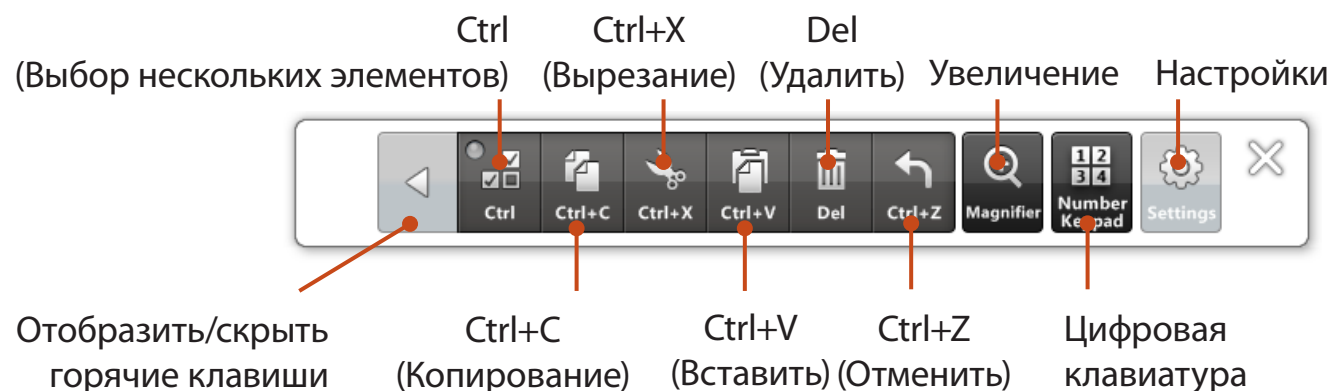 Ctrl
(Выбор нескольких элементов)
Ctrl+X
(Вырезание)
Del
(Удалить)
Увеличение
Настройки
Ctrl
Ctrl+C
Ctrl+X
Ctrl+V
Del
Ctrl+Z
Magnifier
1 2
3 4
Number
Keypad
Settings
Отобразить/скрыть
горячие клавиши
Ctrl+C
(Копирование)
Ctrl+V
(Вставить)
Ctrl+Z
(Отменить)
Цифровая
клавиатура